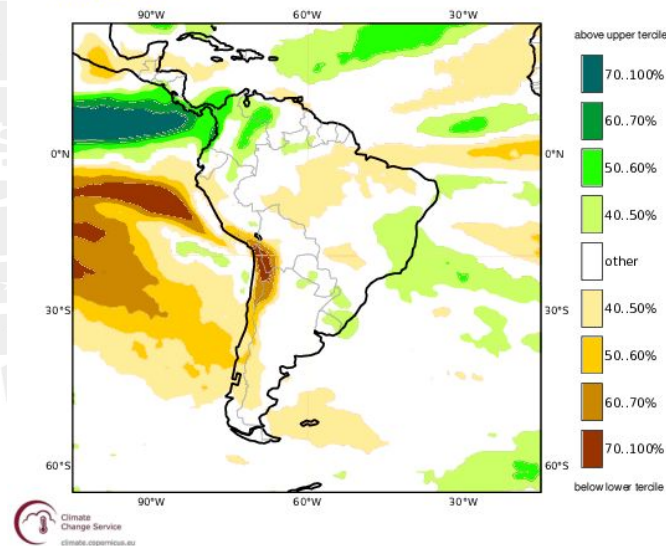 90°W 60°W 30°W
above upper tercile
70..100%
60..70%
50..60%
40..50%
other
40..50%
50..60%
60..70%
70..100%
below lower tercile
0°N 0°N
30°S 30°S
60°S 60°S
90°W 60°W 30°W
Climate
Change Service
climate.copernicus.eu